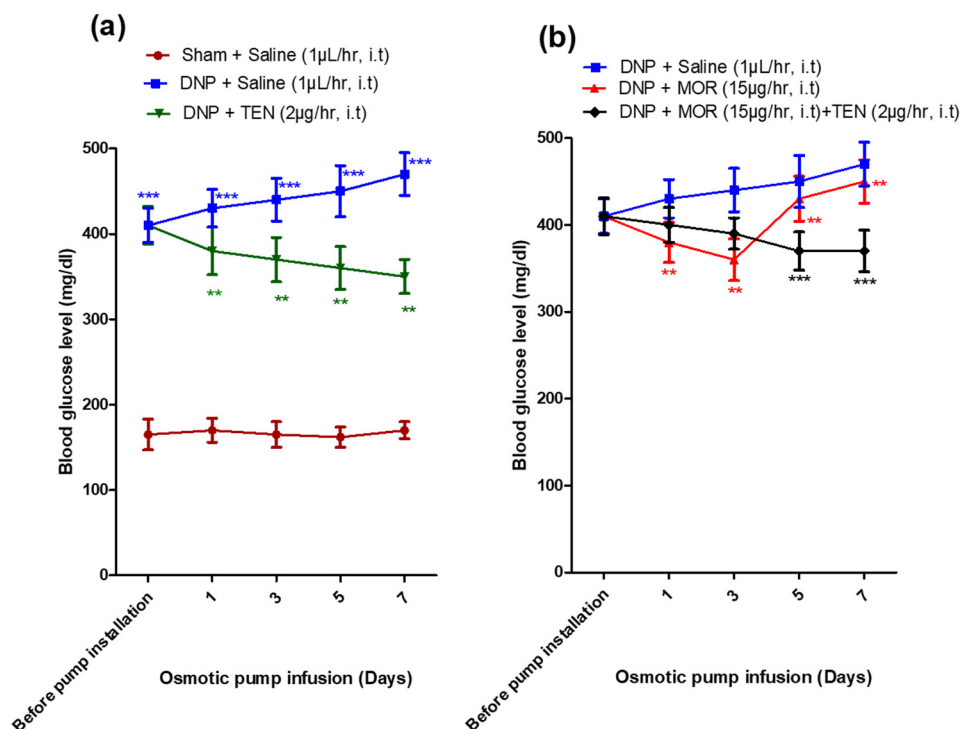 (a)
Sham + Saline (1µL/hr, i.t)
DNP + Saline (1µL/hr, i.t)
DNP + TEN (2µg/hr, i.t)
Blood glucose level (mg/dl)
500
400
300
200
100
0
***
***
***
***
***
**
**
**
**
Before pump installation
1
3
5
7
Osmotic pump infusion (Days)
(b)
DNP + Saline (1µL/hr, i.t)
DNP + MOR (15µg/hr, i.t)
DNP + MOR (15µg/hr, i.t)+TEN (2µg/hr, i.t)
Blood glucose level (mg/dl)
500
400
300
200
100
0
**
**
**
**
***
***
Before pump installation
1
3
5
7
Osmotic pump infusion (Days)